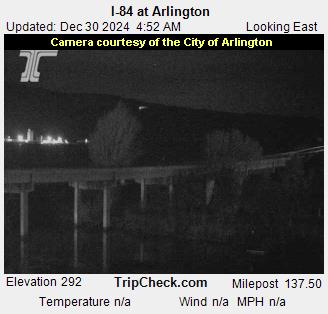 I-84 at Arlington
Updated: Dec 30 2024 4:52 AM Looking East
Camera courtesy of the City of Arlington
Elevation 292 TripCheck.com Milepost 137.50
Temperature n/a Wind n/a MPH n/a